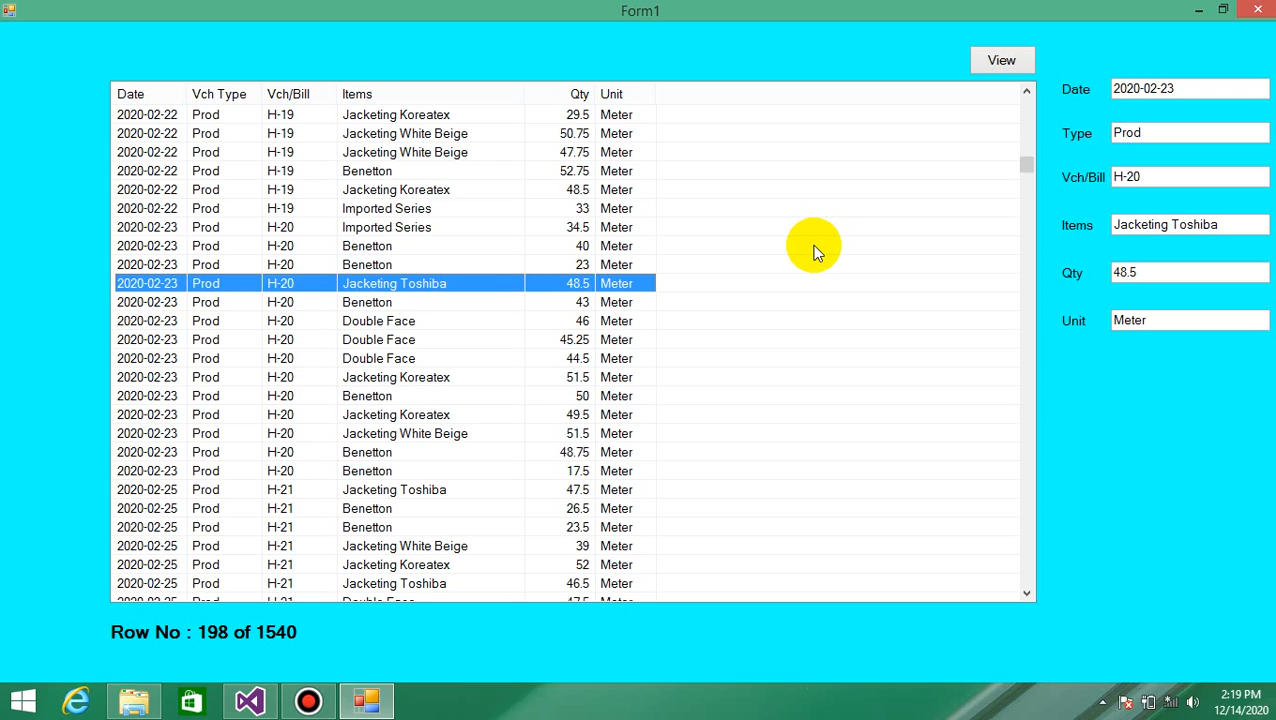 Form1
View
Date Vch Type Vch/Bill Items Qty Unit
2020-02-22 Prod H-19 Jacketing Koreatex 29.5 Meter
2020-02-22 Prod H-19 Jacketing White Beige 50.75 Meter
2020-02-22 Prod H-19 Jacketing White Beige 47.75 Meter
2020-02-22 Prod H-19 Benetton 52.75 Meter
2020-02-22 Prod H-19 Jacketing Koreatex 48.5 Meter
2020-02-22 Prod H-19 Imported Series 33 Meter
2020-02-23 Prod H-20 Imported Series 34.5 Meter
2020-02-23 Prod H-20 Benetton 40 Meter
2020-02-23 Prod H-20 Benetton 23 Meter
2020-02-23 Prod H-20 Jacketing Toshiba 48.5 Meter
2020-02-23 Prod H-20 Benetton 43 Meter
2020-02-23 Prod H-20 Double Face 46 Meter
2020-02-23 Prod H-20 Double Face 45.25 Meter
2020-02-23 Prod H-20 Double Face 44.5 Meter
2020-02-23 Prod H-20 Jacketing Koreatex 51.5 Meter
2020-02-23 Prod H-20 Benetton 50 Meter
2020-02-23 Prod H-20 Jacketing Koreatex 49.5 Meter
2020-02-23 Prod H-20 Jacketing White Beige 51.5 Meter
2020-02-23 Prod H-20 Benetton 48.75 Meter
2020-02-23 Prod H-20 Benetton 17.5 Meter
2020-02-25 Prod H-21 Jacketing Toshiba 47.5 Meter
2020-02-25 Prod H-21 Benetton 26.5 Meter
2020-02-25 Prod H-21 Benetton 23.5 Meter
2020-02-25 Prod H-21 Jacketing White Beige 39 Meter
2020-02-25 Prod H-21 Jacketing Koreatex 52 Meter
2020-02-25 Prod H-21 Jacketing Toshiba 46.5 Meter
2020-02-25 Prod H-21 Double Face 47.5 Meter
Row No : 198 of 1540
Date 2020-02-23
Type Prod
Vch/Bill H-20
Items Jacketing Toshiba
Qty 48.5
Unit Meter
2:19 PM
12/14/2020